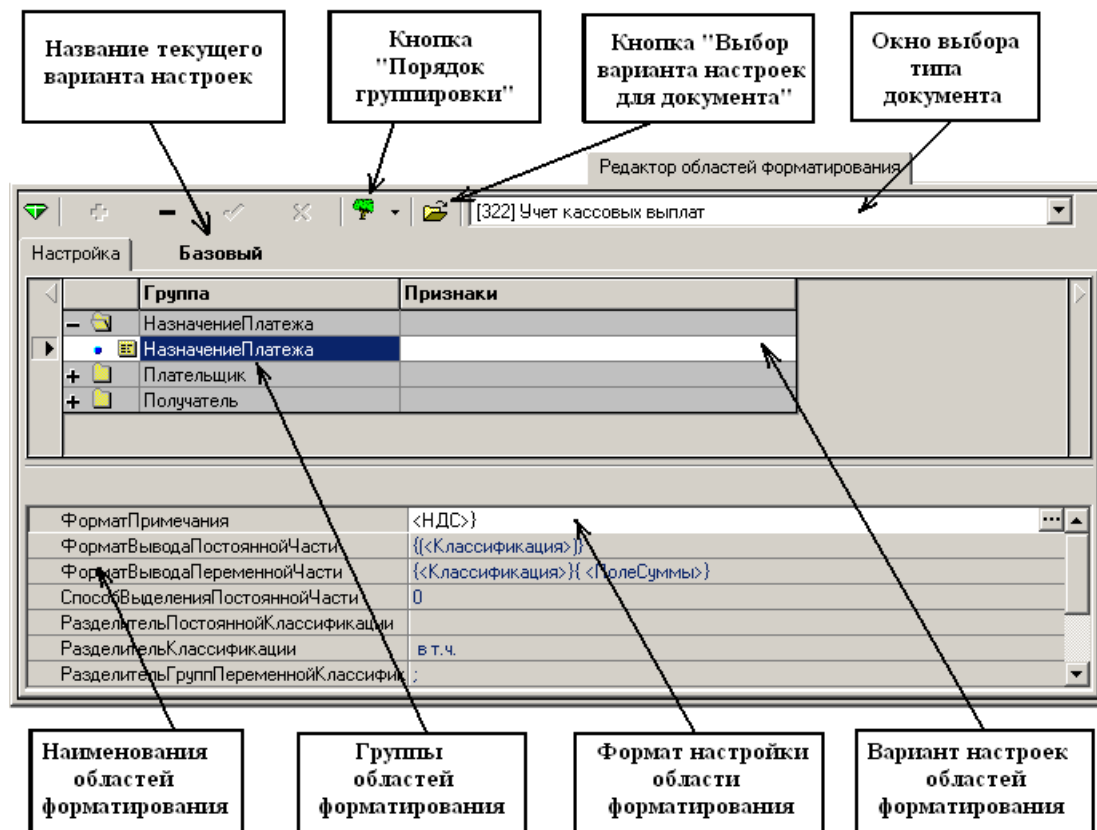 Название текущего
варианта настроек
Кнопка
"Порядок
группировки"
Кнопка "Выбор
варианта настроек
для документа"
Окно выбора
типа
документа
Редактор областей форматирования
[322] Учет кассовых выплат
Настройка
Базовый
Группа Признаки
НазначениеПлатежа
НазначениеПлатежа
Плательщик
Получатель
ФорматПримечания <НДС>}
ФорматВыводаПостояннойЧасти {(<Классификация>)}
ФорматВыводаПеременнойЧасти {<Классификация>}{ <ПолеСуммы>}
СпособВыделенияПостояннойЧасти 0
РазделительПостояннойКлассификации
РазделительКлассификации в т.ч.
РазделительГруппПеременнойКлассифик ;
Наименования
областей
форматирования
Группы
областей
форматирования
Формат настройки
области
форматирования
Вариант настроек
областей
форматирования